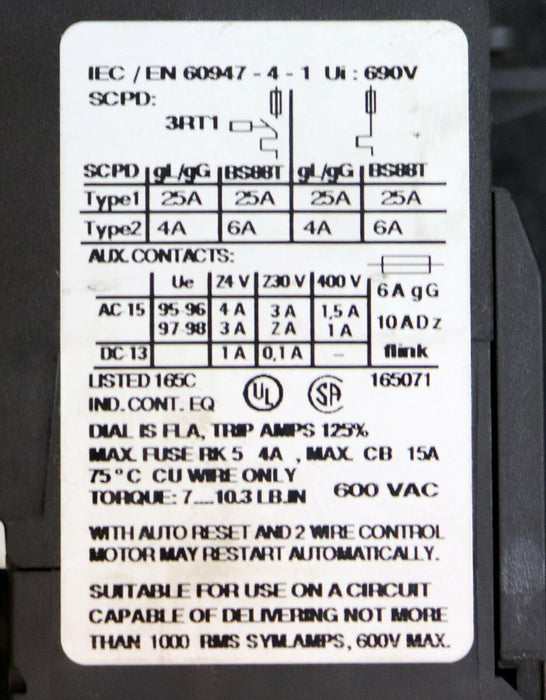 IEC / EN 60947 - 4 - 1 Ui : 690V
SCPD:
3RT1
SCPD gL/gG BS88T gL/gG BS88T
Type1 25A 25A 25A 25A
Type2 4A 6A 4A 6A
AUX. CONTACTS:
Ue 24 V 230 V 400 V
6A gG
AC 15 95-96 4 A 3 A 1,5 A
97-98 3 A 2 A 1 A
10 A D z
DC 13 1 A 0,1 A –
flink
LISTED 165C UL SA 165071
IND. CONT. EQ
DIAL IS FLA, TRIP AMPS 125%
MAX. FUSE RK 5 4A , MAX. CB 15A
75°C CU WIRE ONLY
TORQUE: 7....10.3 LB.IN 600 VAC
WITH AUTO RESET AND 2 WIRE CONTROL
MOTOR MAY RESTART AUTOMATICALLY.
SUITABLE FOR USE ON A CIRCUIT
CAPABLE OF DELIVERING NOT MORE
THAN 1000 RMS SYM.AMPS, 600V MAX.